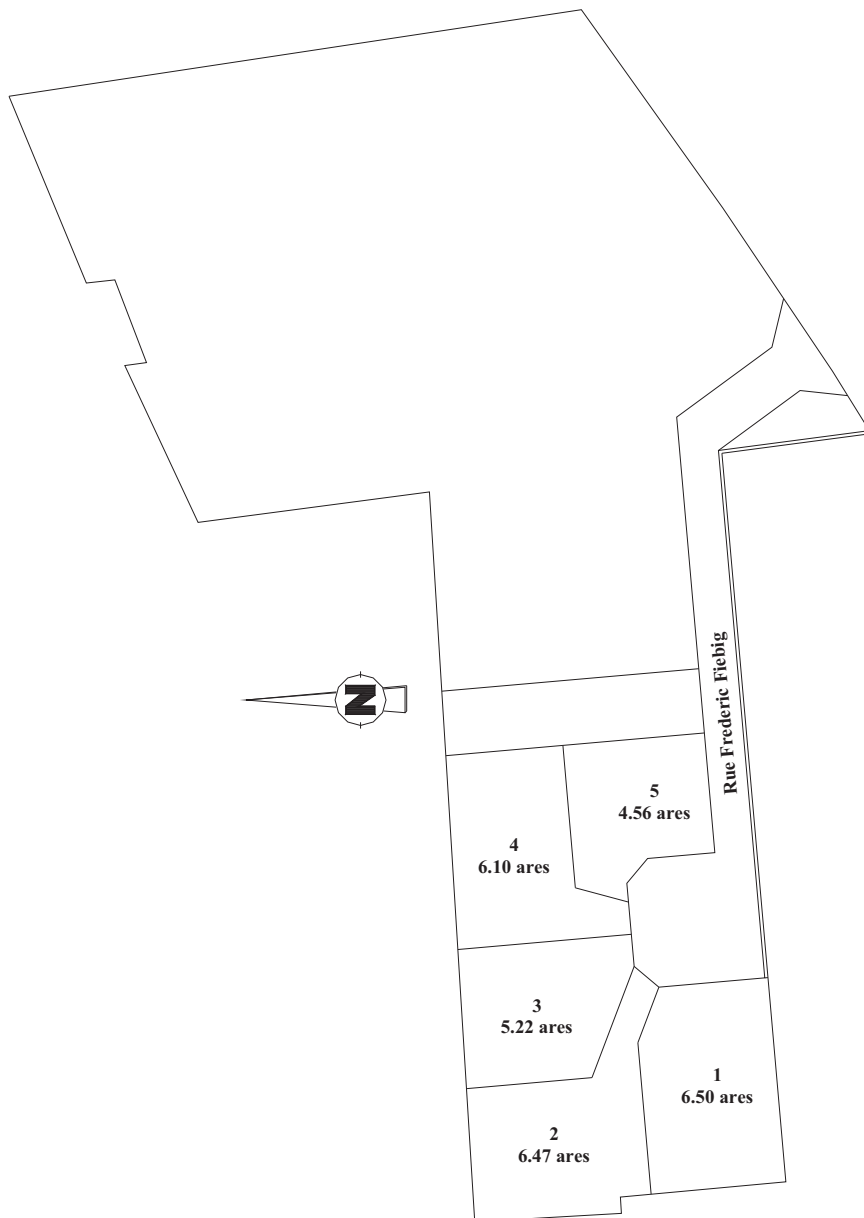 N
Rue Frederic Fiebig
5
4.56 ares
4
6.10 ares
3
5.22 ares
1
6.50 ares
2
6.47 ares